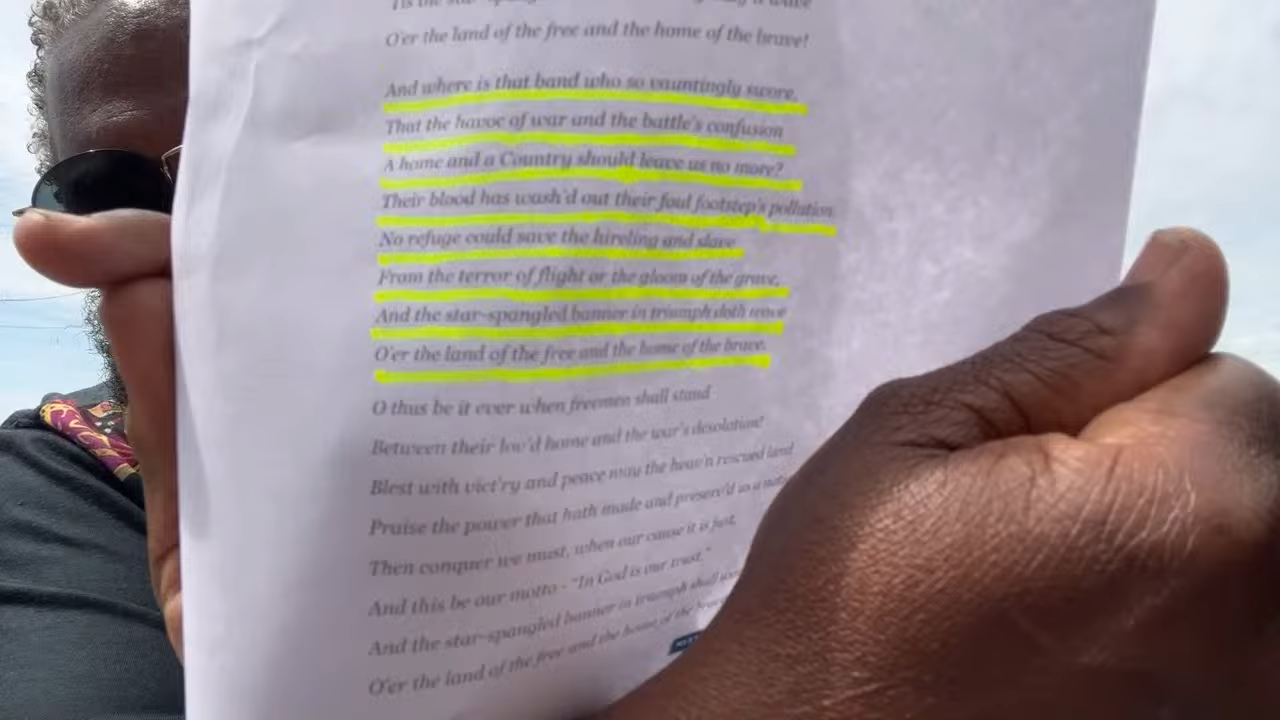 O'er the land of the free and the home of the brave!
And where is that band who so vauntingly swore,
That the havoc of war and the battle's confusion
A home and a Country should leave us no more?
Their blood has wash'd out their foul footstep's pollution.
No refuge could save the hireling and slave
From the terror of flight or the gloom of the grave,
And the star-spangled banner in triumph doth wave
O'er the land of the free and the home of the brave.
O thus be it ever when freemen shall stand
Between their lov'd home and the war's desolation!
Blest with vict'ry and peace may the heav'n rescued land
Praise the power that hath made and preserv'd us a
Then conquer we must, when our cause it is just,
And this be our motto - "In God is our trust,"
And the star-spangled banner in triumph shall
O'er the land of the free and the home of the